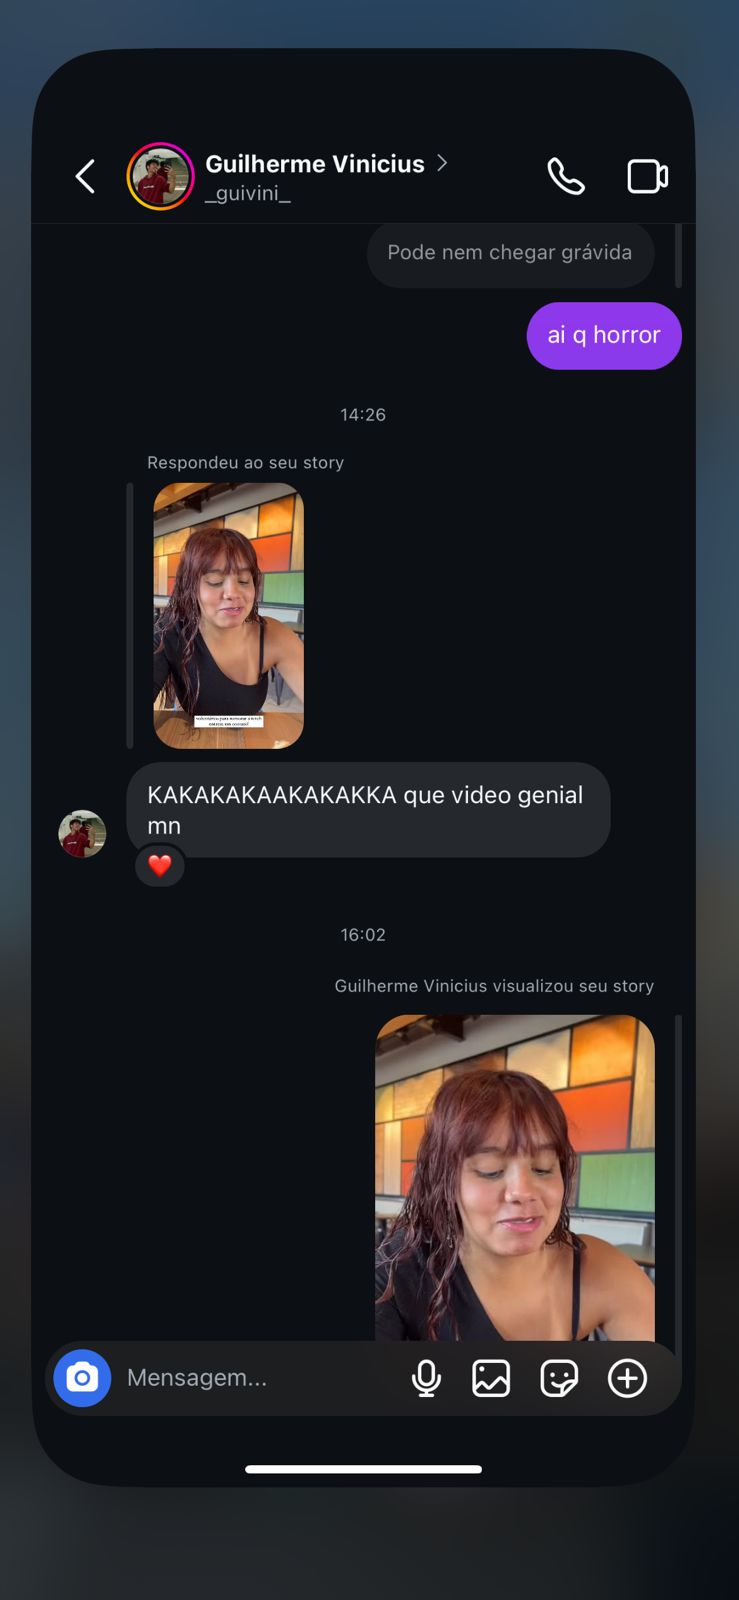 Guilherme Vinicius
_guivini_
Pode nem chegar grávida
ai q horror
14:26
Respondeu ao seu story
KAKAKAKAAKAKAKKA que video genial
mn
16:02
Guilherme Vinicius visualizou seu story
Mensagem...